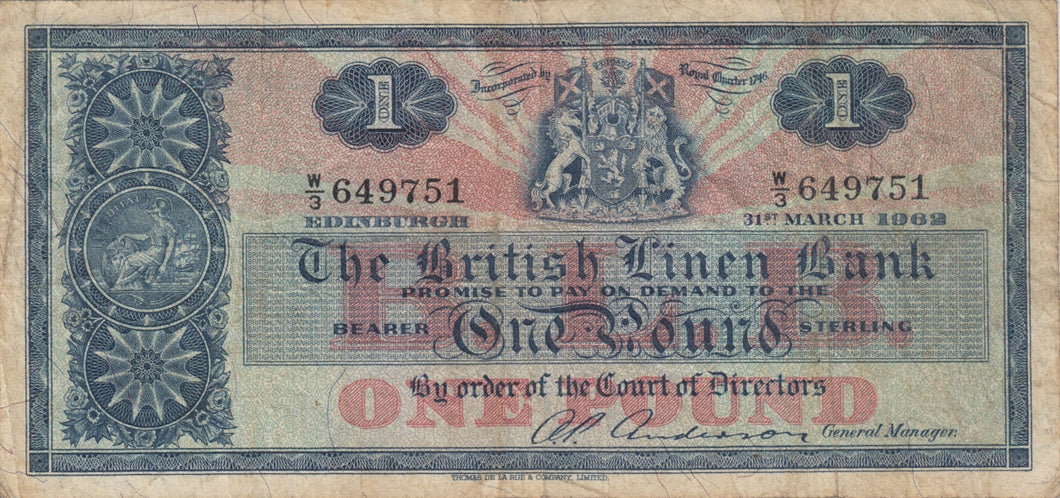 1 ONE
Incorporated by Royal Charter 1746
1 ONE
W/3 649751
W/3 649751
EDINBURGH
31ST MARCH 1962
B.L.B.
The British Linen Bank
PROMISE TO PAY ON DEMAND TO THE
BEARER One Pound STERLING
By order of the Court of Directors
ONE POUND
A.P. Anderson General Manager.
THOMAS DE LA RUE & COMPANY, LIMITED.